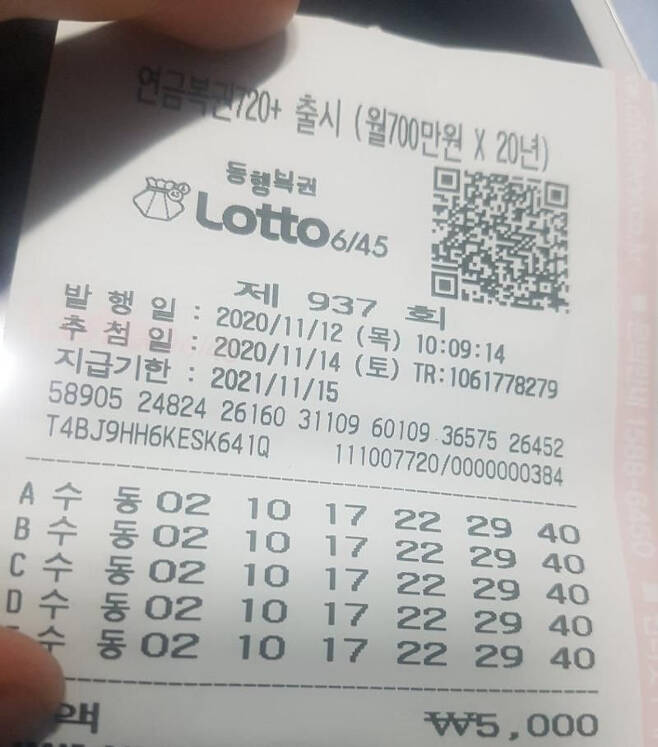 연금복권720+ 출시 (월700만원 X 20년)
동행복권
Lotto 6/45
제 937 회
발 행 일 : 2020/11/12 (목) 10:09:14
추 첨 일 : 2020/11/14 (토) TR:1061778279
지급기한 : 2021/11/15
58905 24824 26160 31109 60109 36575 26452
T4BJ9HH6KESK641Q 111007720/0000000384
A 수 동 02 10 17 22 29 40
B 수 동 02 10 17 22 29 40
C 수 동 02 10 17 22 29 40
D 수 동 02 10 17 22 29 40
수 동 02 10 17 22 29 40
액 ₩5,000